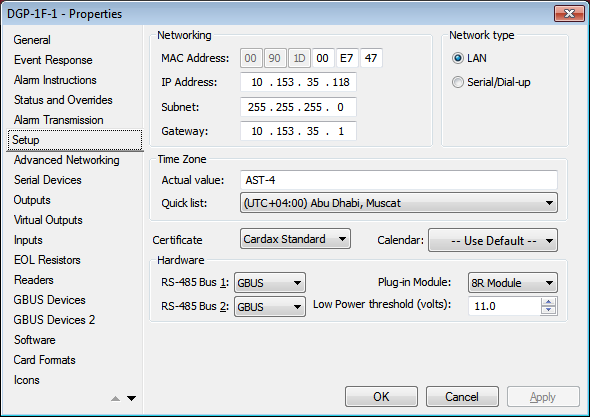 DGP-1F-1 - Properties
General
Event Response
Alarm Instructions
Status and Overrides
Alarm Transmission
Setup
Advanced Networking
Serial Devices
Outputs
Virtual Outputs
Inputs
EOL Resistors
Readers
GBUS Devices
GBUS Devices 2
Software
Card Formats
Icons
Networking
MAC Address: 00 90 1D 00 E7 47
IP Address: 10 . 153 . 35 . 118
Subnet: 255 . 255 . 255 . 0
Gateway: 10 . 153 . 35 . 1
Network type
LAN
Serial/Dial-up
Time Zone
Actual value: AST-4
Quick list: (UTC+04:00) Abu Dhabi, Muscat
Certificate Cardax Standard Calendar: -- Use Default --
Hardware
RS-485 Bus 1: GBUS Plug-in Module: 8R Module
RS-485 Bus 2: GBUS Low Power threshold (volts): 11.0
OK Cancel Apply